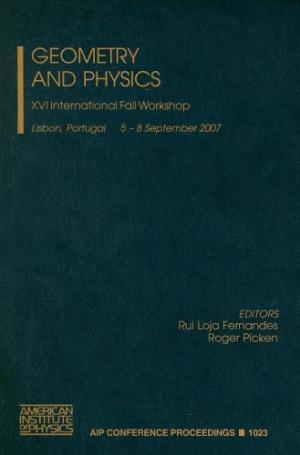 GEOMETRY
AND PHYSICS
XVI International Fall Workshop
Lisbon, Portugal 5 – 8 September 2007
EDITORS
Rui Loja Fernandes
Roger Picken
AMERICAN
INSTITUTE
OF PHYSICS
AIP CONFERENCE PROCEEDINGS ■ 1023